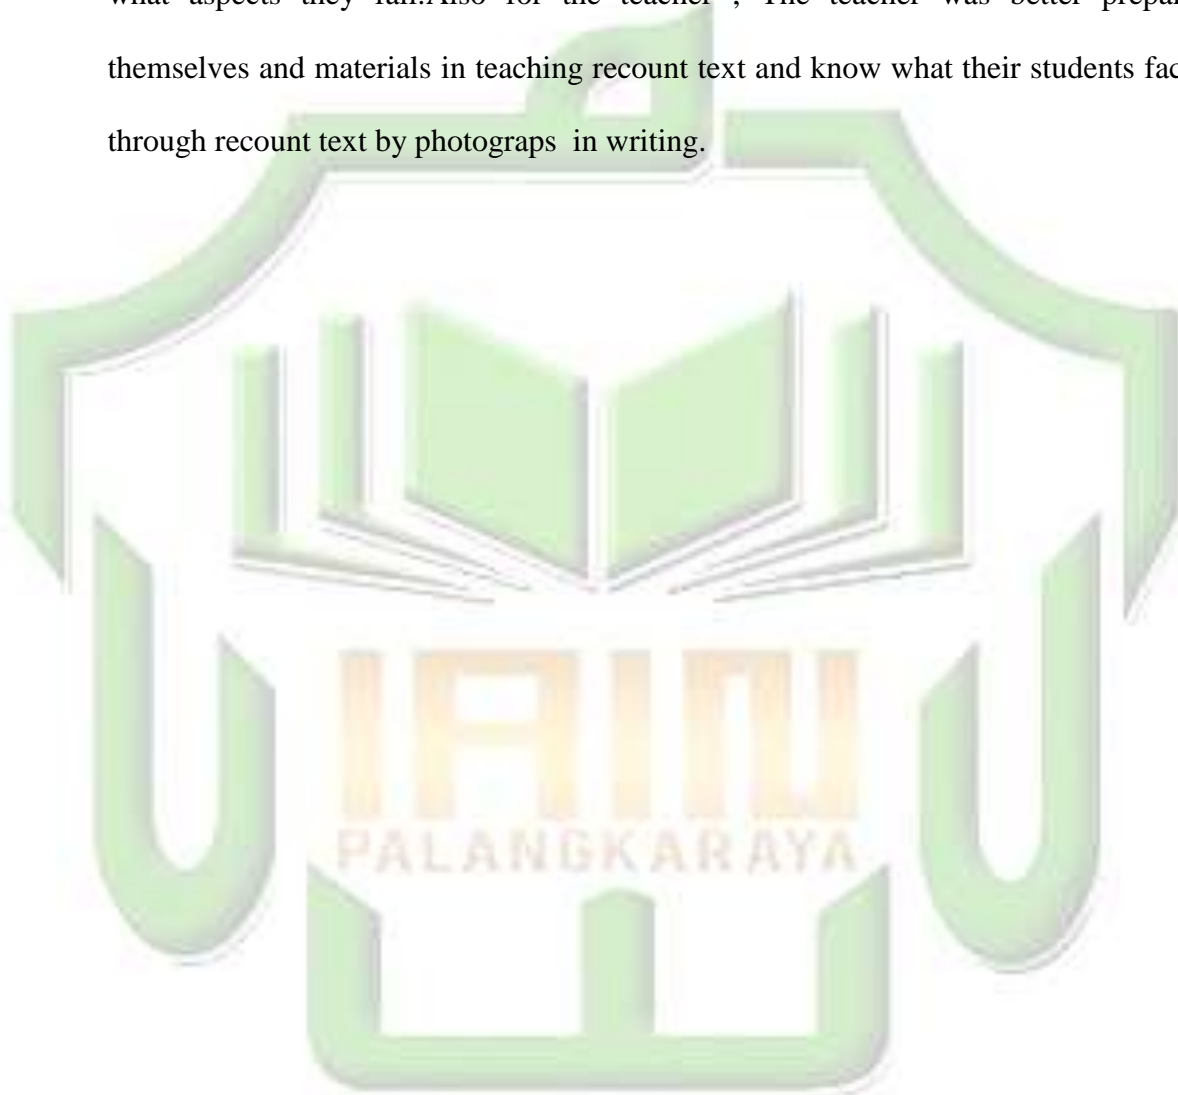 what aspects they fail.Also for the teacher , The teacher was better prepar
themselves and materials in teaching recount text and know what their students fac
through recount text by photograps in writing.
IAIN
PALANGKARAYA